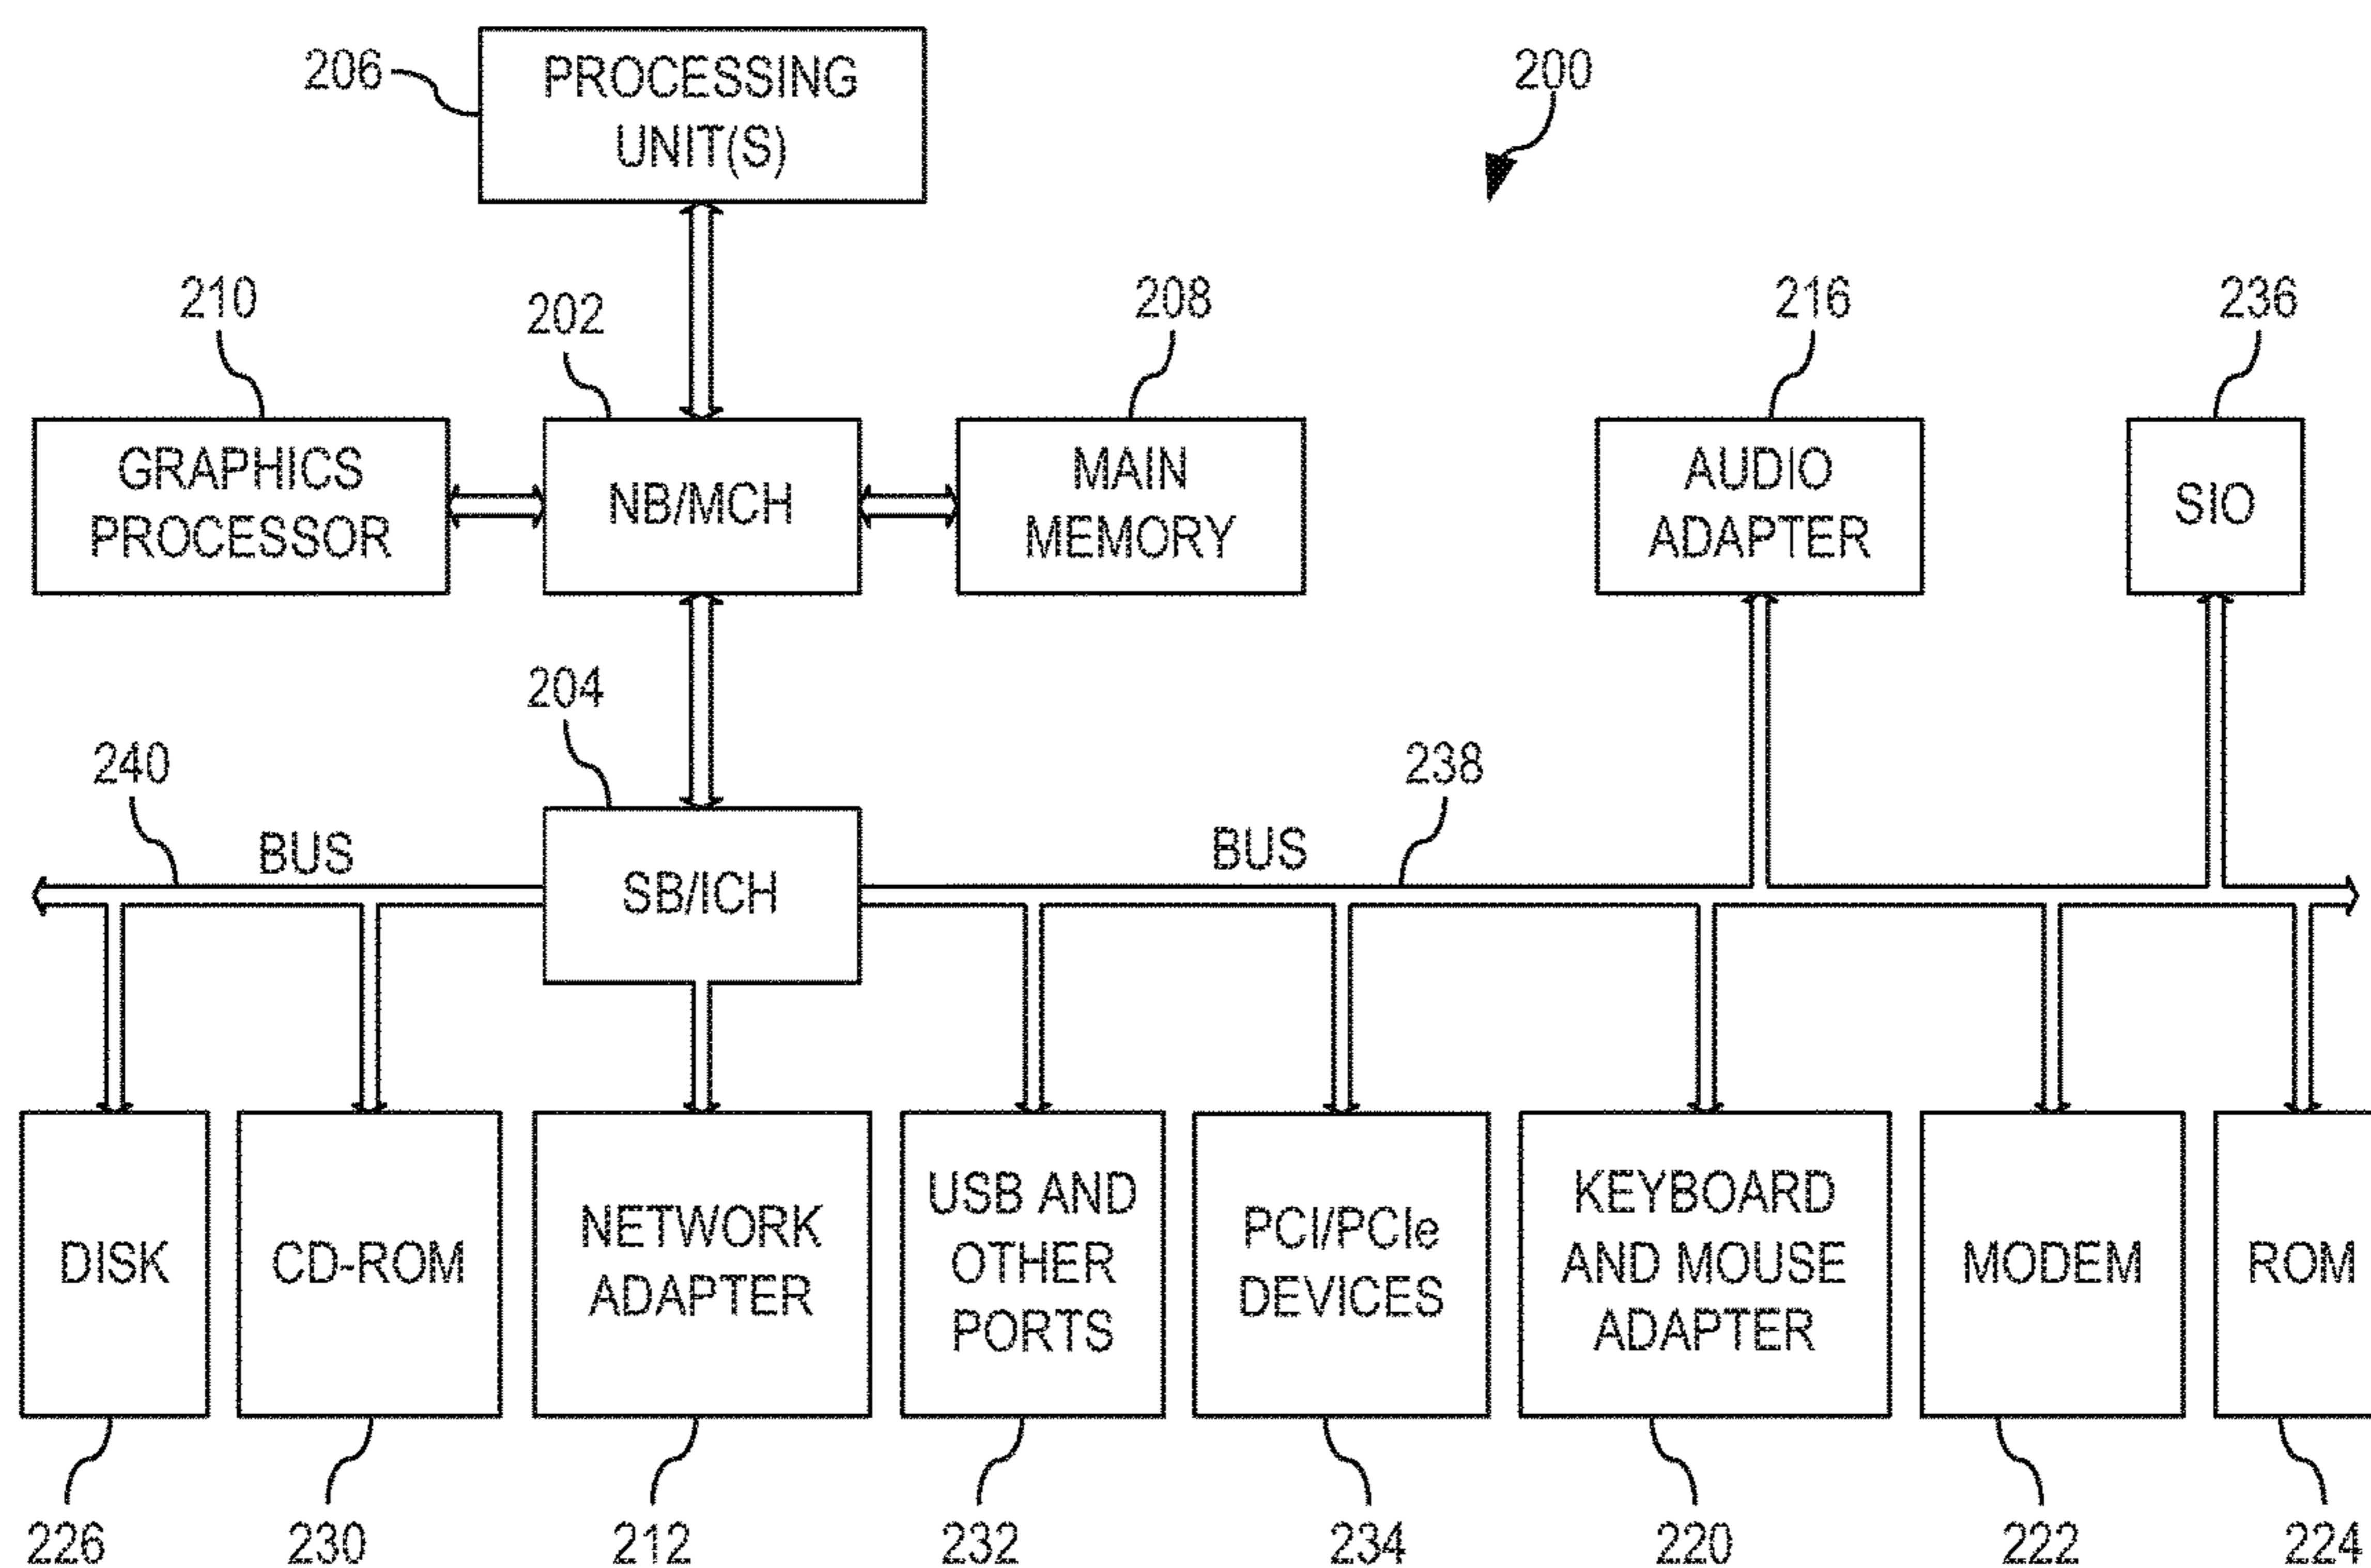 206
PROCESSING
UNIT(S)
200
210
202
208
216
236
GRAPHICS
PROCESSOR
NB/MCH
MAIN
MEMORY
AUDIO
ADAPTER
SIO
204
240
238
BUS
BUS
SB/ICH
DISK
CD-ROM
NETWORK
ADAPTER
USB AND
OTHER
PORTS
PCI/PCIe
DEVICES
KEYBOARD
AND MOUSE
ADAPTER
MODEM
ROM
226
230
212
232
234
220
222
224